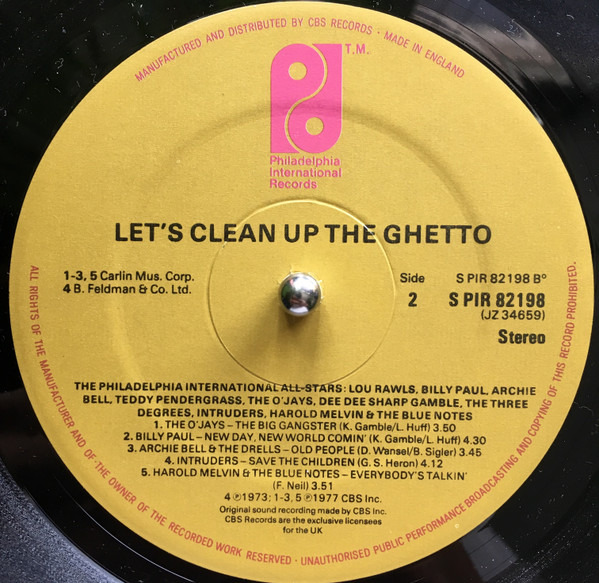 MANUFACTURED AND DISTRIBUTED BY CBS RECORDS · MADE IN ENGLAND
T.M.
Philadelphia
International
Records
LET'S CLEAN UP THE GHETTO
1-3, 5 Carlin Mus. Corp.
4 B. Feldman & Co. Ltd.
Side
2
S PIR 82198 B°
S PIR 82198
(JZ 34659)
Stereo
THE PHILADELPHIA INTERNATIONAL ALL-STARS: LOU RAWLS, BILLY PAUL, ARCHIE
BELL, TEDDY PENDERGRASS, THE O'JAYS, DEE DEE SHARP GAMBLE, THE THREE
DEGREES, INTRUDERS, HAROLD MELVIN & THE BLUE NOTES
1. THE O'JAYS – THE BIG GANGSTER (K. Gamble/L. Huff) 3.50
2. BILLY PAUL – NEW DAY, NEW WORLD COMIN' (K. Gamble/L. Huff) 4.30
3. ARCHIE BELL & THE DRELLS – OLD PEOPLE (D. Wansel/B. Sigler) 3.45
4. INTRUDERS – SAVE THE CHILDREN (G. S. Heron) 4.12
5. HAROLD MELVIN & THE BLUE NOTES – EVERYBODY'S TALKIN'
(F. Neil) 3.51
4 ℗ 1973; 1-3, 5 ℗ 1977 CBS Inc.
Original sound recording made by CBS Inc.
CBS Records are the exclusive licensees
for the UK
ALL RIGHTS OF THE MANUFACTURER AND OF THE OWNER OF THE RECORDED WORK RESERVED · UNAUTHORISED PUBLIC PERFORMANCE BROADCASTING AND COPYING OF THIS RECORD PROHIBITED.